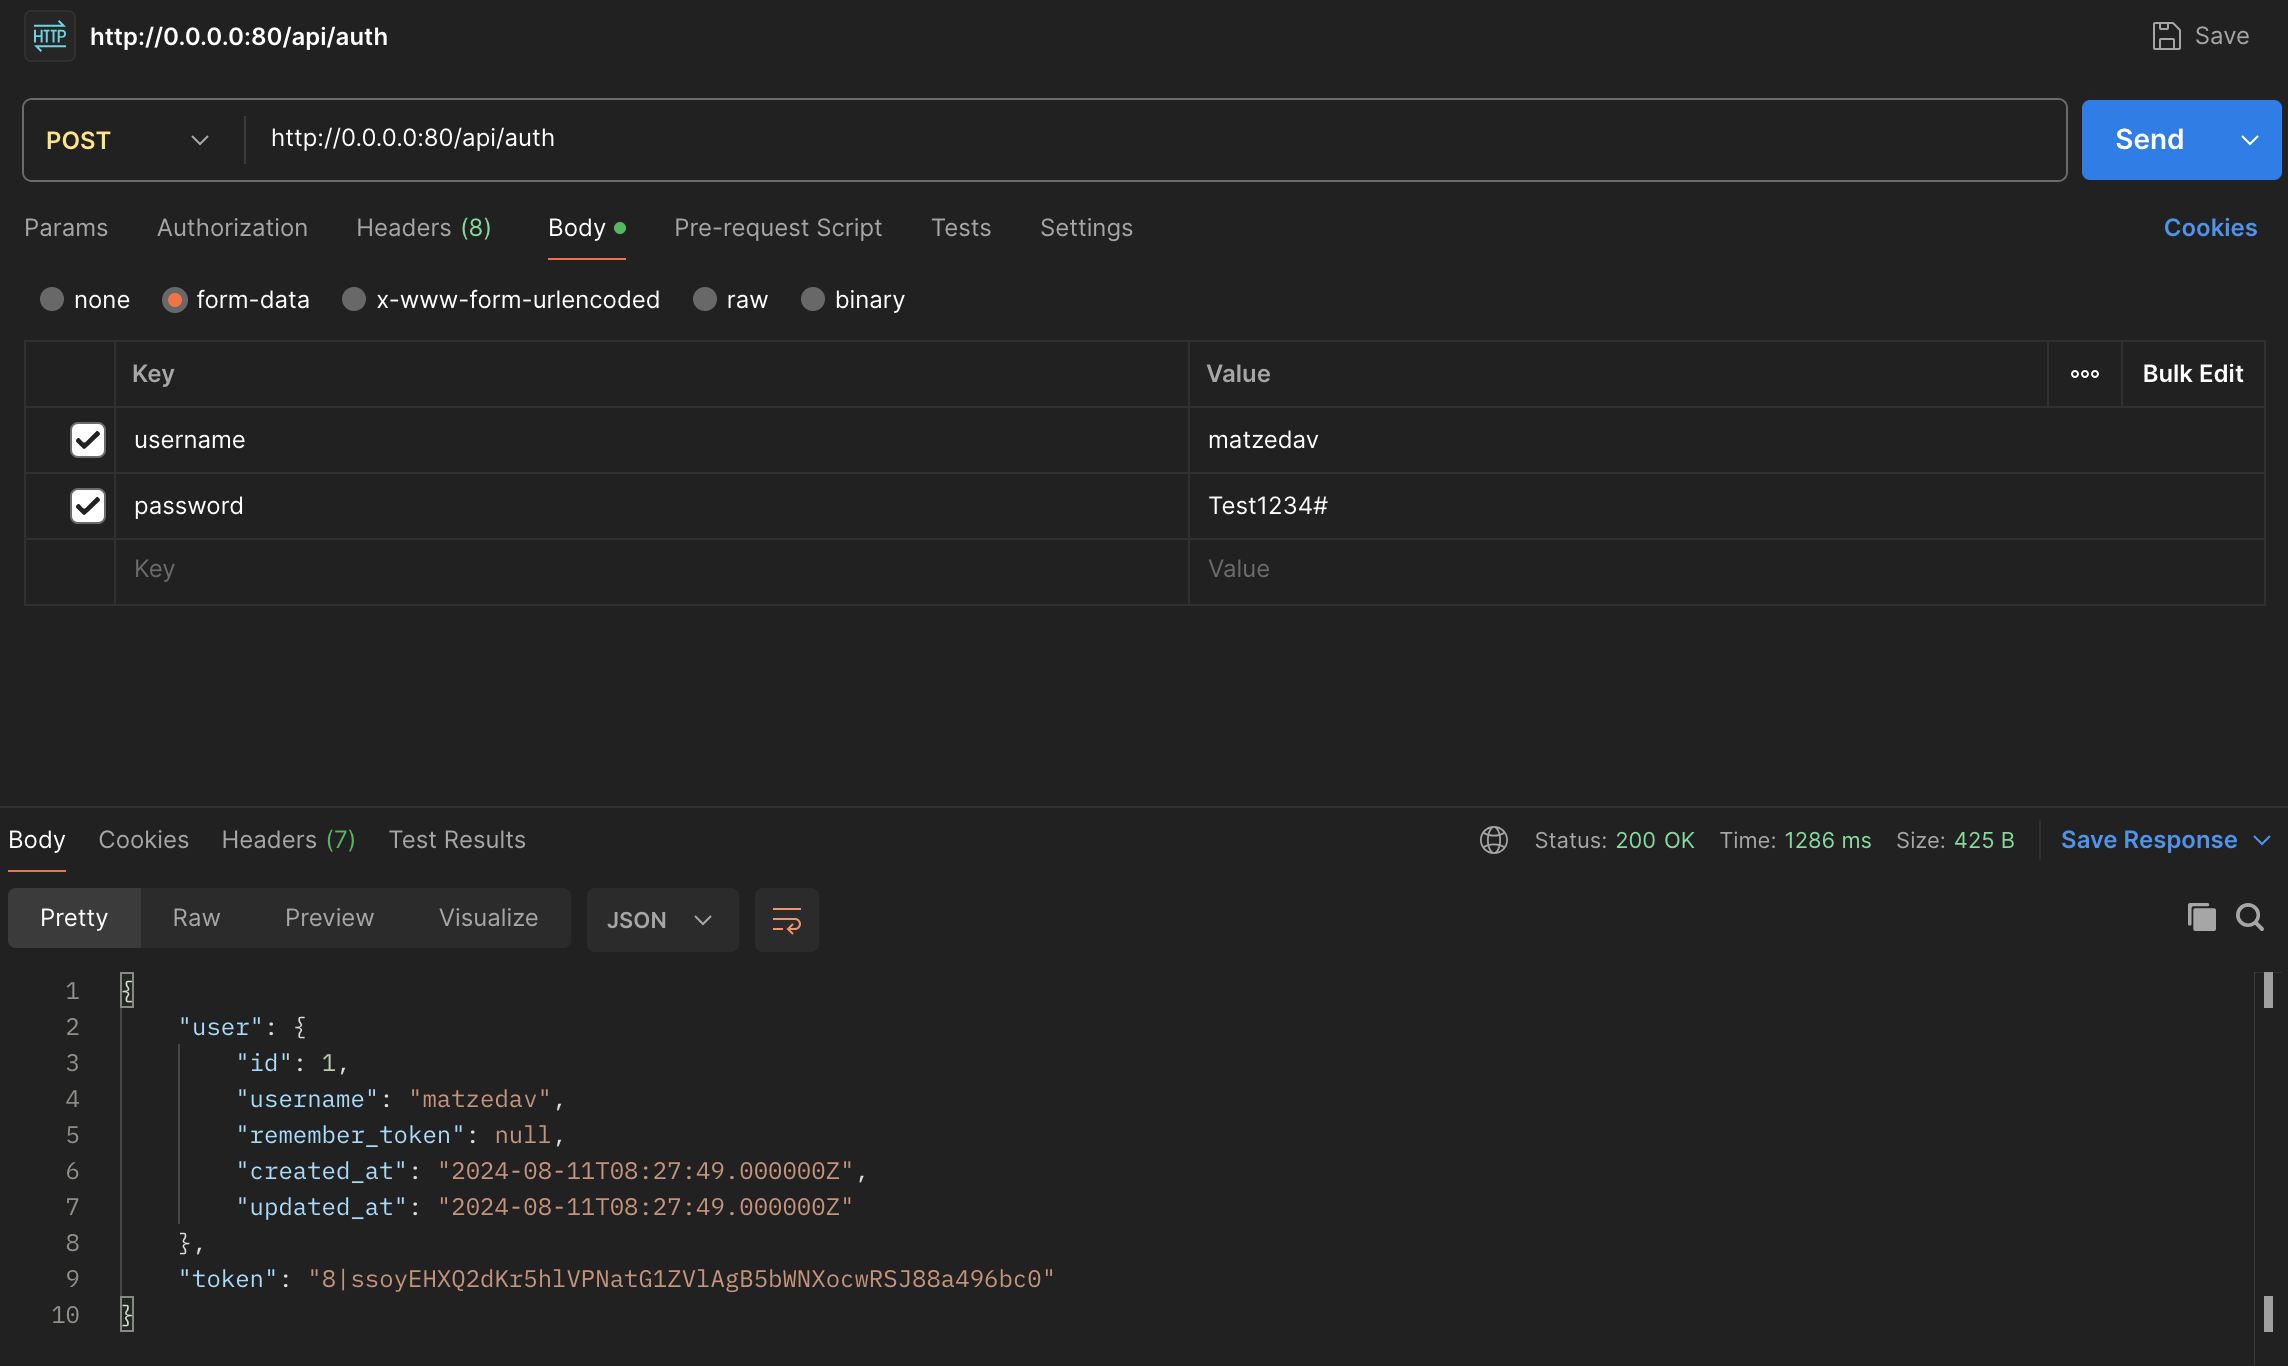 HTTP http://0.0.0.0:80/api/auth Save
POST http://0.0.0.0:80/api/auth Send
Params Authorization Headers (8) Body Pre-request Script Tests Settings Cookies
none form-data x-www-form-urlencoded raw binary
Key Value Bulk Edit
username matzedav
password Test1234#
Key Value
Body Cookies Headers (7) Test Results Status: 200 OK Time: 1286 ms Size: 425 B Save Response
Pretty Raw Preview Visualize JSON
1 {
2 "user": {
3 "id": 1,
4 "username": "matzedav",
5 "remember_token": null,
6 "created_at": "2024-08-11T08:27:49.000000Z",
7 "updated_at": "2024-08-11T08:27:49.000000Z"
8 },
9 "token": "8|ssoyEHXQ2dKr5hlVPNatG1ZVlAgB5bWNXocwRSJ88a496bc0"
10 }